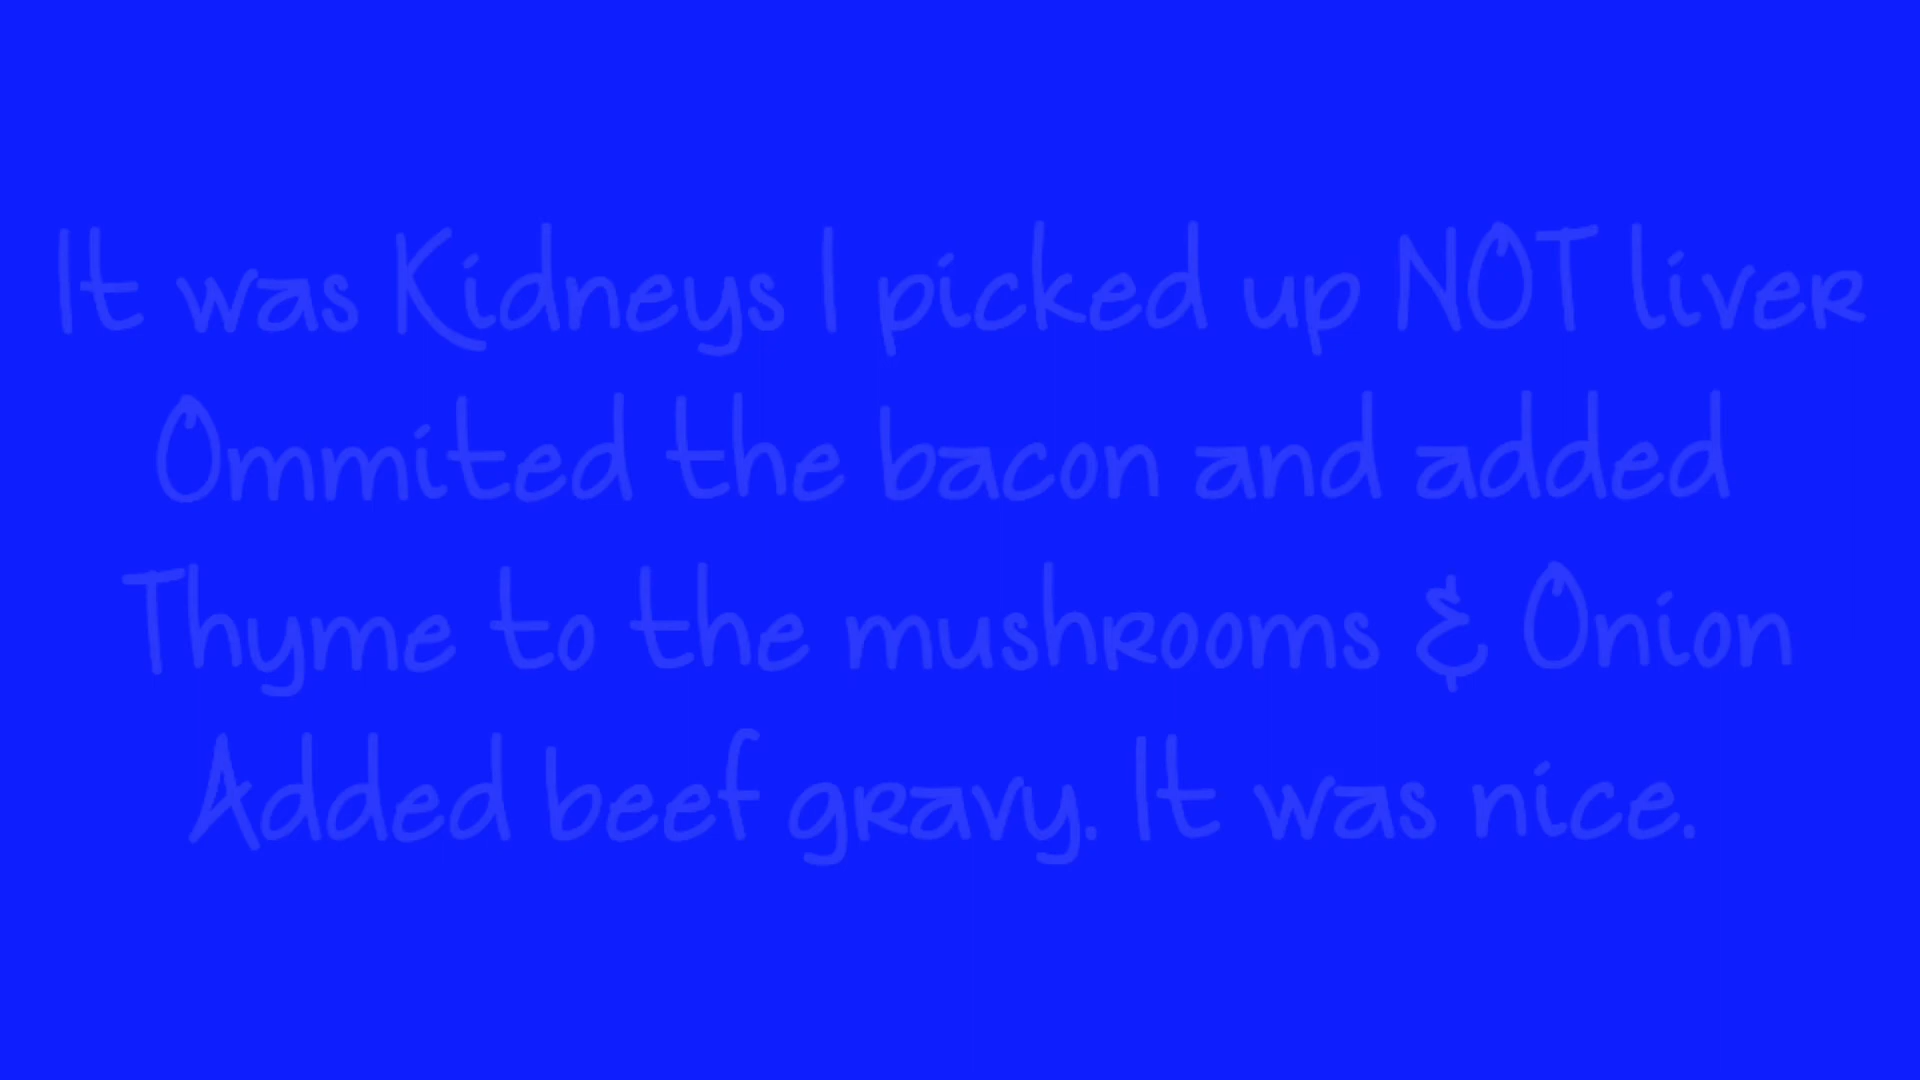 It was Kidneys I picked up NOT liver
Ommited the bacon and added
Thyme to the mushrooms & Onion
Added beef gravy. It was nice.